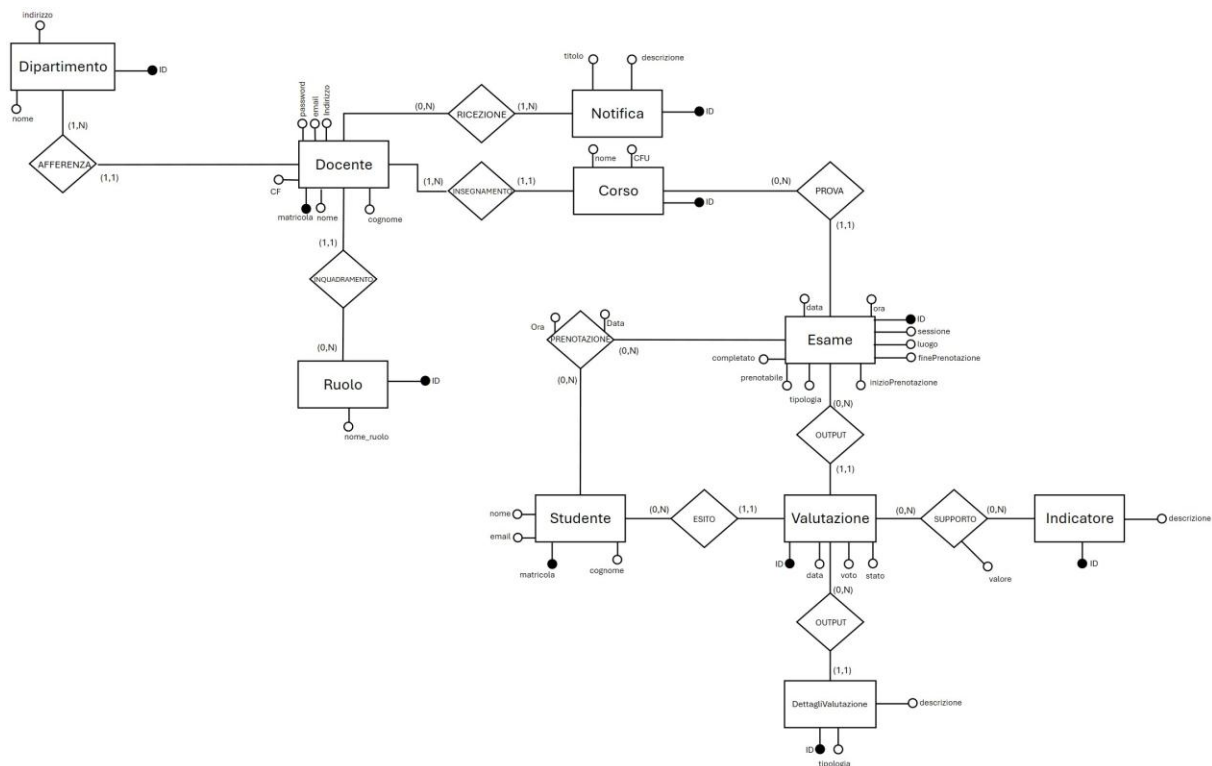 indirizzo
Dipartimento
ID
nome
(1,N)
AFFERENZA
(1,1)
password
email
Indirizzo
Docente
CF
matricola
nome
cognome
(0,N)
RICEZIONE
(1,N)
titolo
descrizione
Notifica
ID
(1,N)
INSEGNAMENTO
(1,1)
nome
CFU
Corso
ID
(0,N)
PROVA
(1,1)
(1,1)
INQUADRAMENTO
(0,N)
Ruolo
ID
nome_ruolo
data
ora
Esame
ID
sessione
luogo
finePrenotazione
completato
prenotabile
tipologia
inizioPrenotazione
Ora
Data
PRENOTAZIONE
(0,N)
(0,N)
(0,N)
OUTPUT
(1,1)
nome
email
Studente
matricola
cognome
(0,N)
ESITO
(1,1)
Valutazione
ID
data
voto
stato
(0,N)
SUPPORTO
(0,N)
valore
Indicatore
descrizione
ID
(0,N)
OUTPUT
(1,1)
DettagliValutazione
descrizione
ID
tipologia